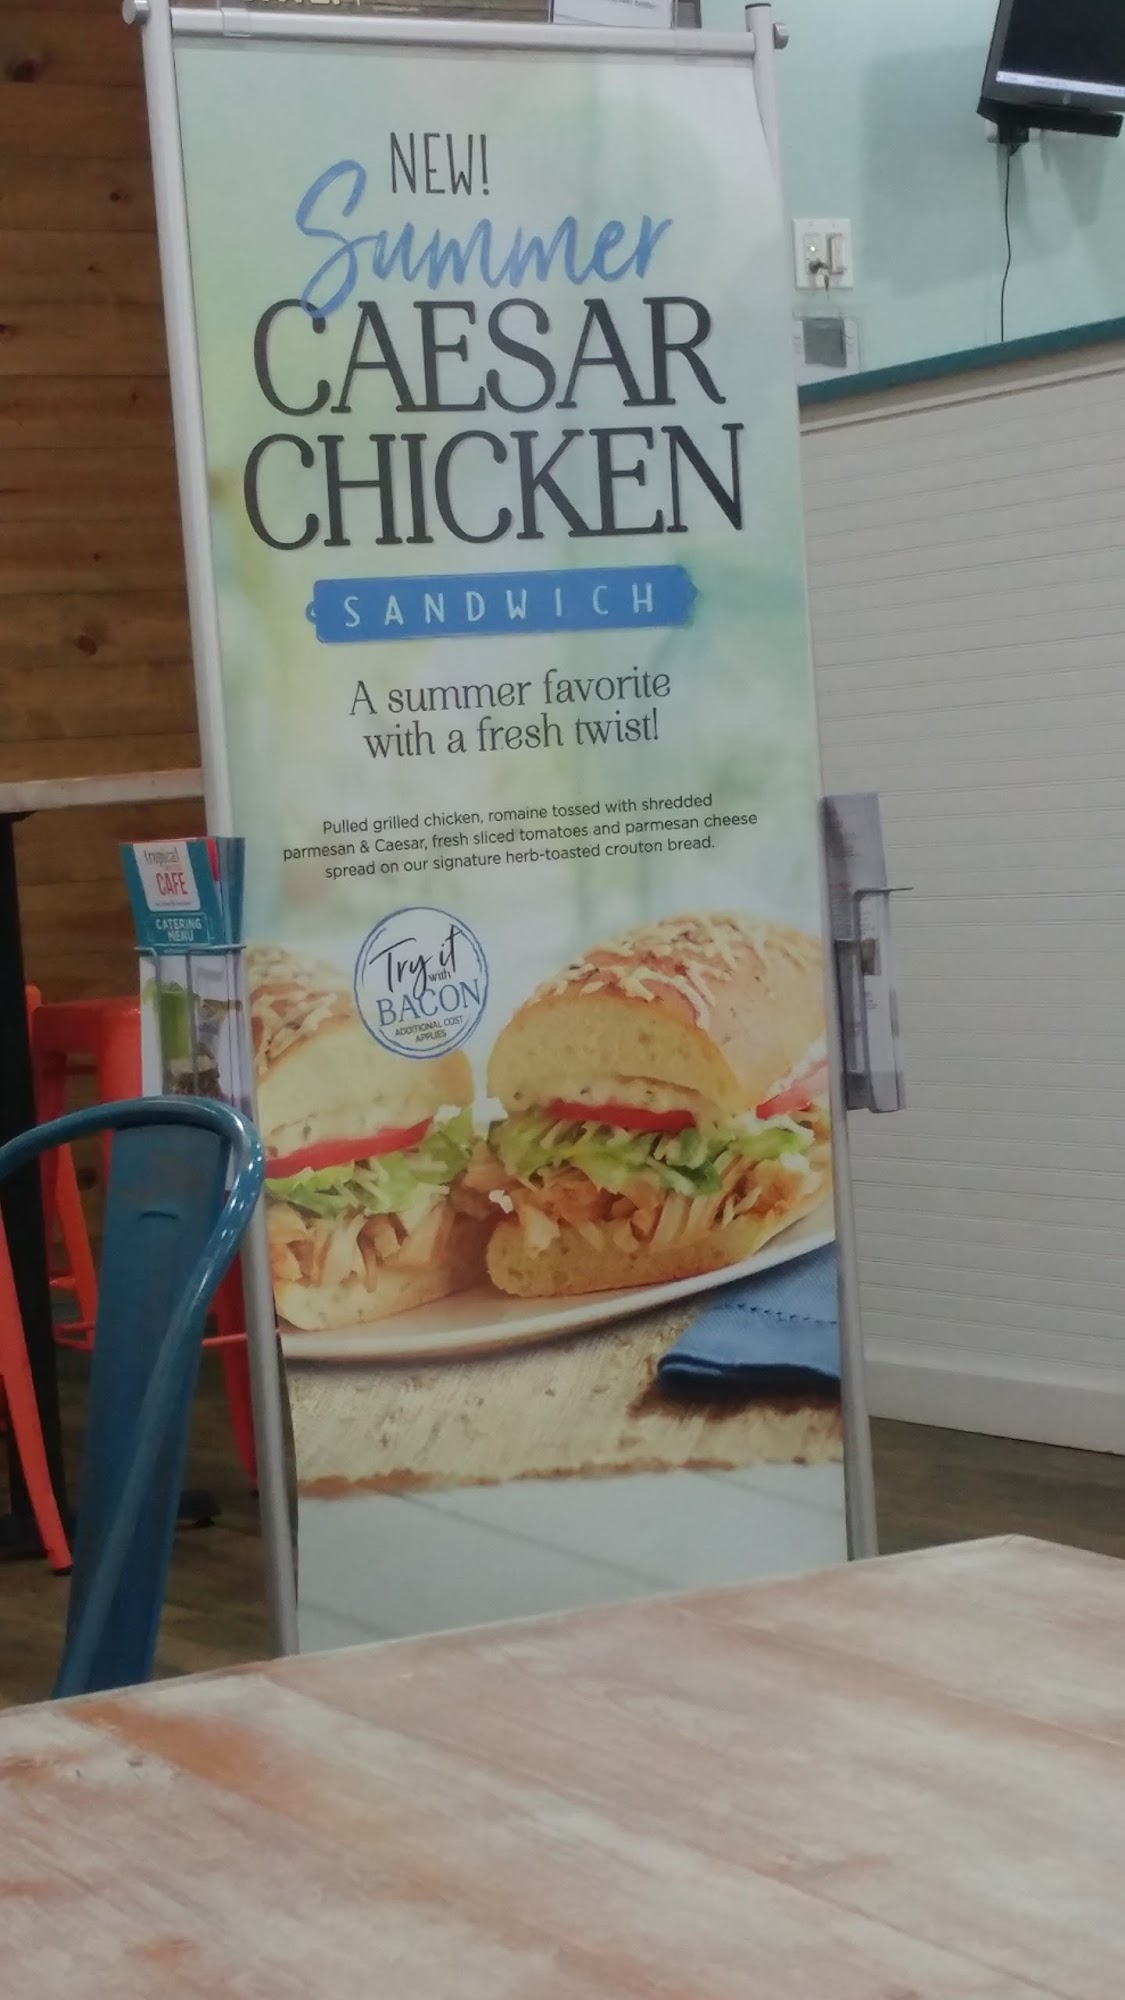 NEW!
Summer
CAESAR
CHICKEN
SANDWICH
A summer favorite
with a fresh twist!
Pulled grilled chicken, romaine tossed with shredded
parmesan & Caesar, fresh sliced tomatoes and parmesan cheese
spread on our signature herb-toasted crouton bread.
Try it
with
BACON
ADDITIONAL COST
APPLIES
tropical
CAFE
CATERING
MENU